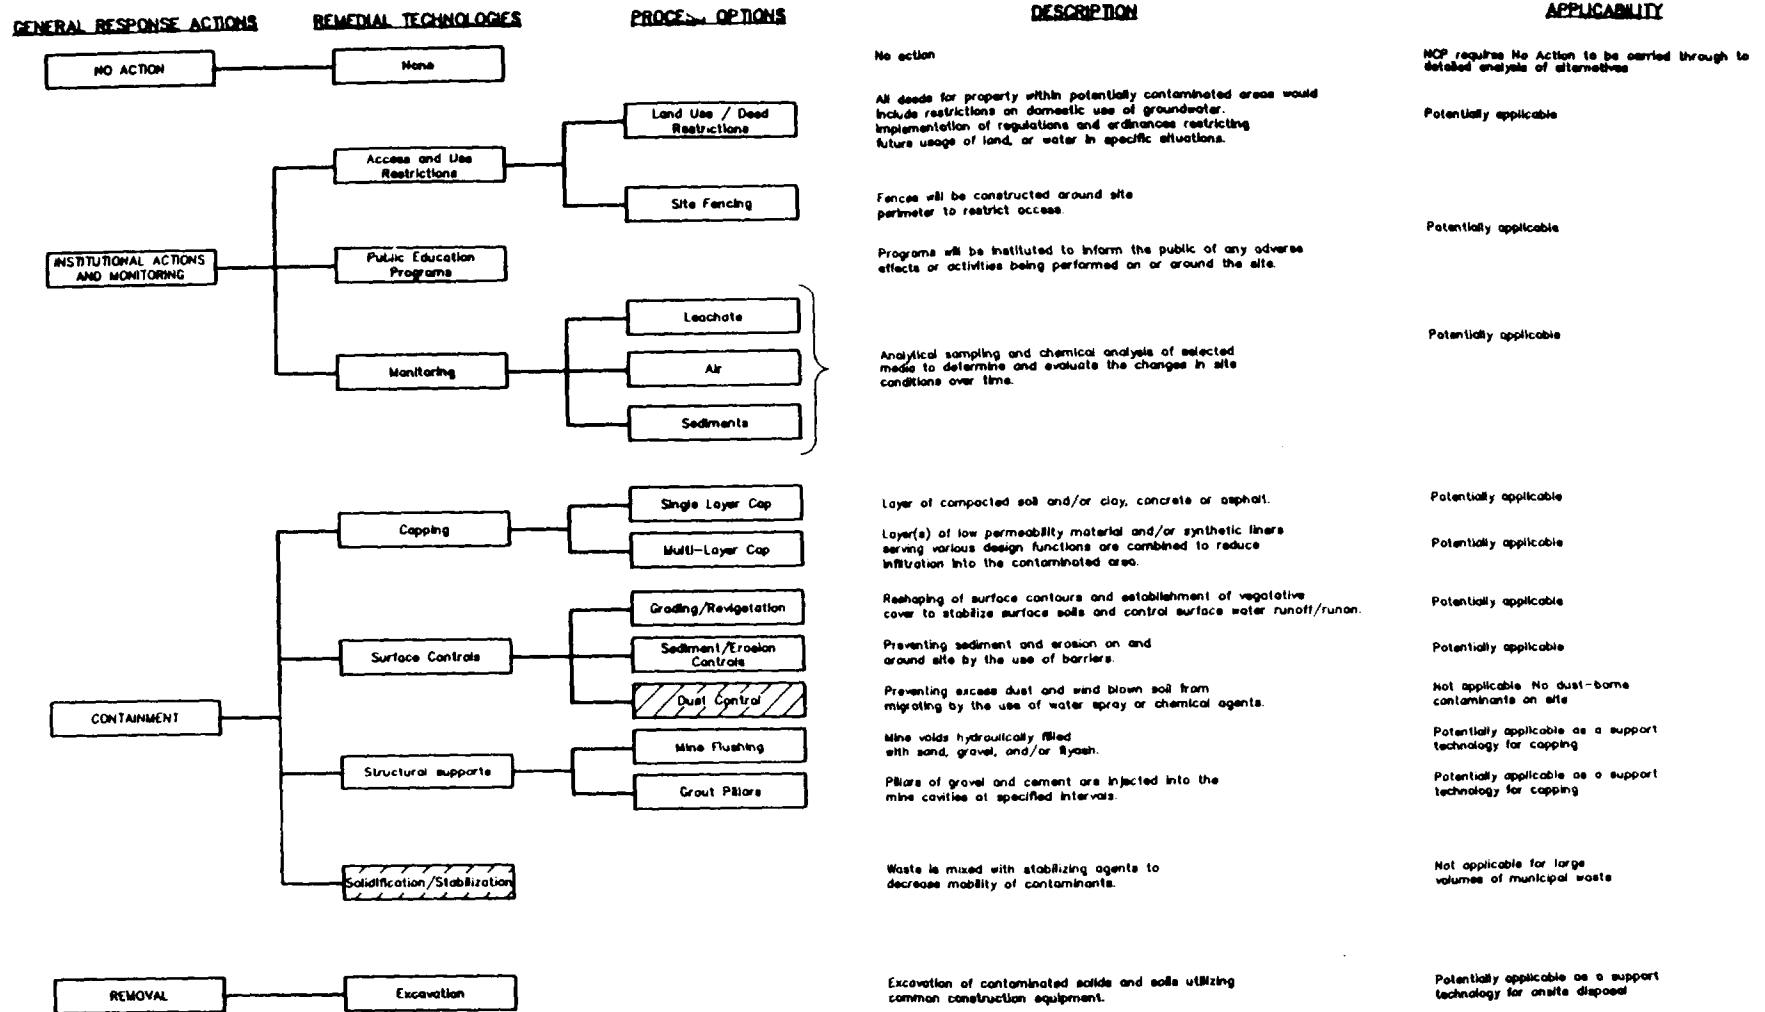 GENERAL RESPONSE ACTIONS
REMEDIAL TECHNOLOGIES
PROCESS OPTIONS
DESCRIPTION
APPLICABILITY
NO ACTION
None
No action
NCP requires No Action to be carried through to
detailed analysis of alternatives
INSTITUTIONAL ACTIONS
AND MONITORING
Access and Use
Restrictions
Land Use / Deed
Restrictions
All deeds for property within potentially contaminated areas would
include restrictions on domestic use of groundwater.
Implementation of regulations and ordinances restricting
future usage of land, or water in specific situations.
Potentially applicable
Site Fencing
Fences will be constructed around site
perimeter to restrict access.
Potentially applicable
Public Education
Programs
Programs will be instituted to inform the public of any adverse
effects or activities being performed on or around the site.
Potentially applicable
Monitoring
Leachate
Air
Sediments
Analytical sampling and chemical analysis of selected
media to determine and evaluate the changes in site
conditions over time.
CONTAINMENT
Capping
Single Layer Cap
Layer of compacted soil and/or clay, concrete or asphalt.
Potentially applicable
Multi-Layer Cap
Layer(s) of low permeability material and/or synthetic liners
serving various design functions are combined to reduce
infiltration into the contaminated area.
Potentially applicable
Surface Controls
Grading/Revigetation
Reshaping of surface contours and establishment of vegatative
cover to stabilize surface soils and control surface water runoff/runon.
Potentially applicable
Sediment/Erosion
Controls
Preventing sediment and erosion on and
around site by the use of barriers.
Potentially applicable
Dust Control
Preventing excess dust and wind blown soil from
migrating by the use of water spray or chemical agents.
Not applicable No dust-borne
contaminants on site
Structural supports
Mine Flushing
Mine voids hydraulically filled
with sand, gravel, and/or flyash.
Potentially applicable as a support
technology for capping
Grout Pillars
Pillars of gravel and cement are injected into the
mine cavities at specified intervals.
Potentially applicable as a support
technology for capping
Solidification/Stabilization
Waste is mixed with stabilizing agents to
decrease mobility of contaminants.
Not applicable for large
volumes of municipal waste
REMOVAL
Excavation
Excavation of contaminated solids and soils utilizing
common construction equipment.
Potentially applicable as a support
technology for onsite disposal